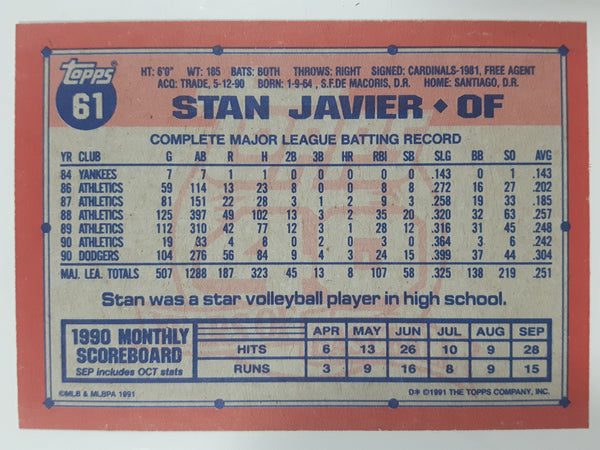 topps
61
HT: 6'0" WT: 185 BATS: BOTH THROWS: RIGHT SIGNED: CARDINALS-1981, FREE AGENT
ACQ: TRADE, 5-12-90 BORN: 1-9-64 , S.F.DE MACORIS, D.R. HOME: SANTIAGO, D.R.
STAN JAVIER ◆ OF
COMPLETE MAJOR LEAGUE BATTING RECORD
YR CLUB G AB R H 2B 3B HR RBI SB SLG BB SO AVG
84 YANKEES 7 7 1 1 0 0 0 0 0 .143 0 1 .143
86 ATHLETICS 59 114 13 23 8 0 0 8 8 .272 16 27 .202
87 ATHLETICS 81 151 22 28 3 1 2 9 3 .258 19 33 .185
88 ATHLETICS 125 397 49 102 13 3 2 35 20 .320 32 63 .257
89 ATHLETICS 112 310 42 77 12 3 1 28 12 .316 31 45 .248
90 ATHLETICS 19 33 4 8 0 2 0 3 0 .364 3 6 .242
90 DODGERS 104 276 56 84 9 4 3 24 15 .399 37 44 .304
MAJ. LEA. TOTALS 507 1288 187 323 45 13 8 107 58 .325 138 219 .251
Stan was a star volleyball player in high school.
1990 MONTHLY SCOREBOARD
SEP includes OCT stats
APR MAY JUN JUL AUG SEP
HITS 6 13 26 10 9 28
RUNS 3 9 16 8 9 15
©MLB & MLBPA 1991
D* ©1991 THE TOPPS COMPANY, INC.